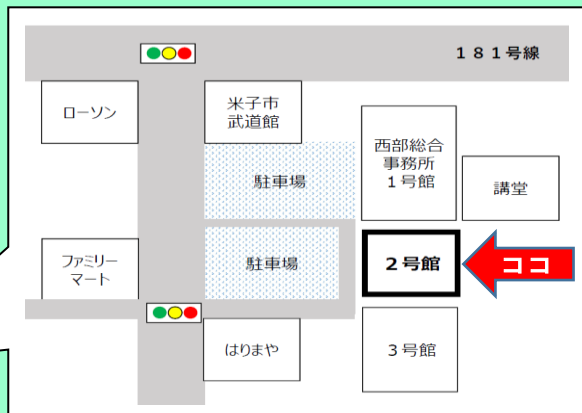 １８１号線
ローソン
米子市
武道館
西部総合
事務所
１号館
講堂
駐車場
ファミリー
マート
駐車場
２号館
ココ
はりまや
３号館